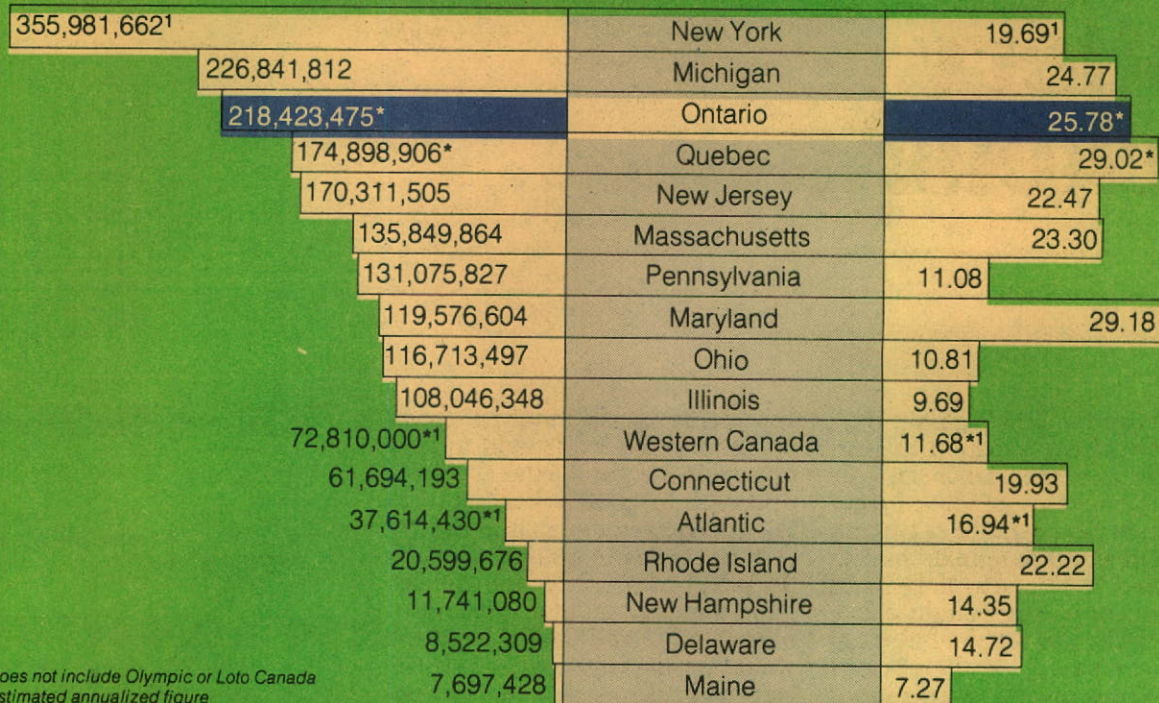 355,981,662¹ New York 19.69¹
226,841,812 Michigan 24.77
218,423,475* Ontario 25.78*
174,898,906* Quebec 29.02*
170,311,505 New Jersey 22.47
135,849,864 Massachusetts 23.30
131,075,827 Pennsylvania 11.08
119,576,604 Maryland 29.18
116,713,497 Ohio 10.81
108,046,348 Illinois 9.69
72,810,000*¹ Western Canada 11.68*¹
61,694,193 Connecticut 19.93
37,614,430*¹ Atlantic 16.94*¹
20,599,676 Rhode Island 22.22
11,741,080 New Hampshire 14.35
8,522,309 Delaware 14.72
oes not include Olympic or Loto Canada
stimated annualized figure
7,697,428 Maine 7.27